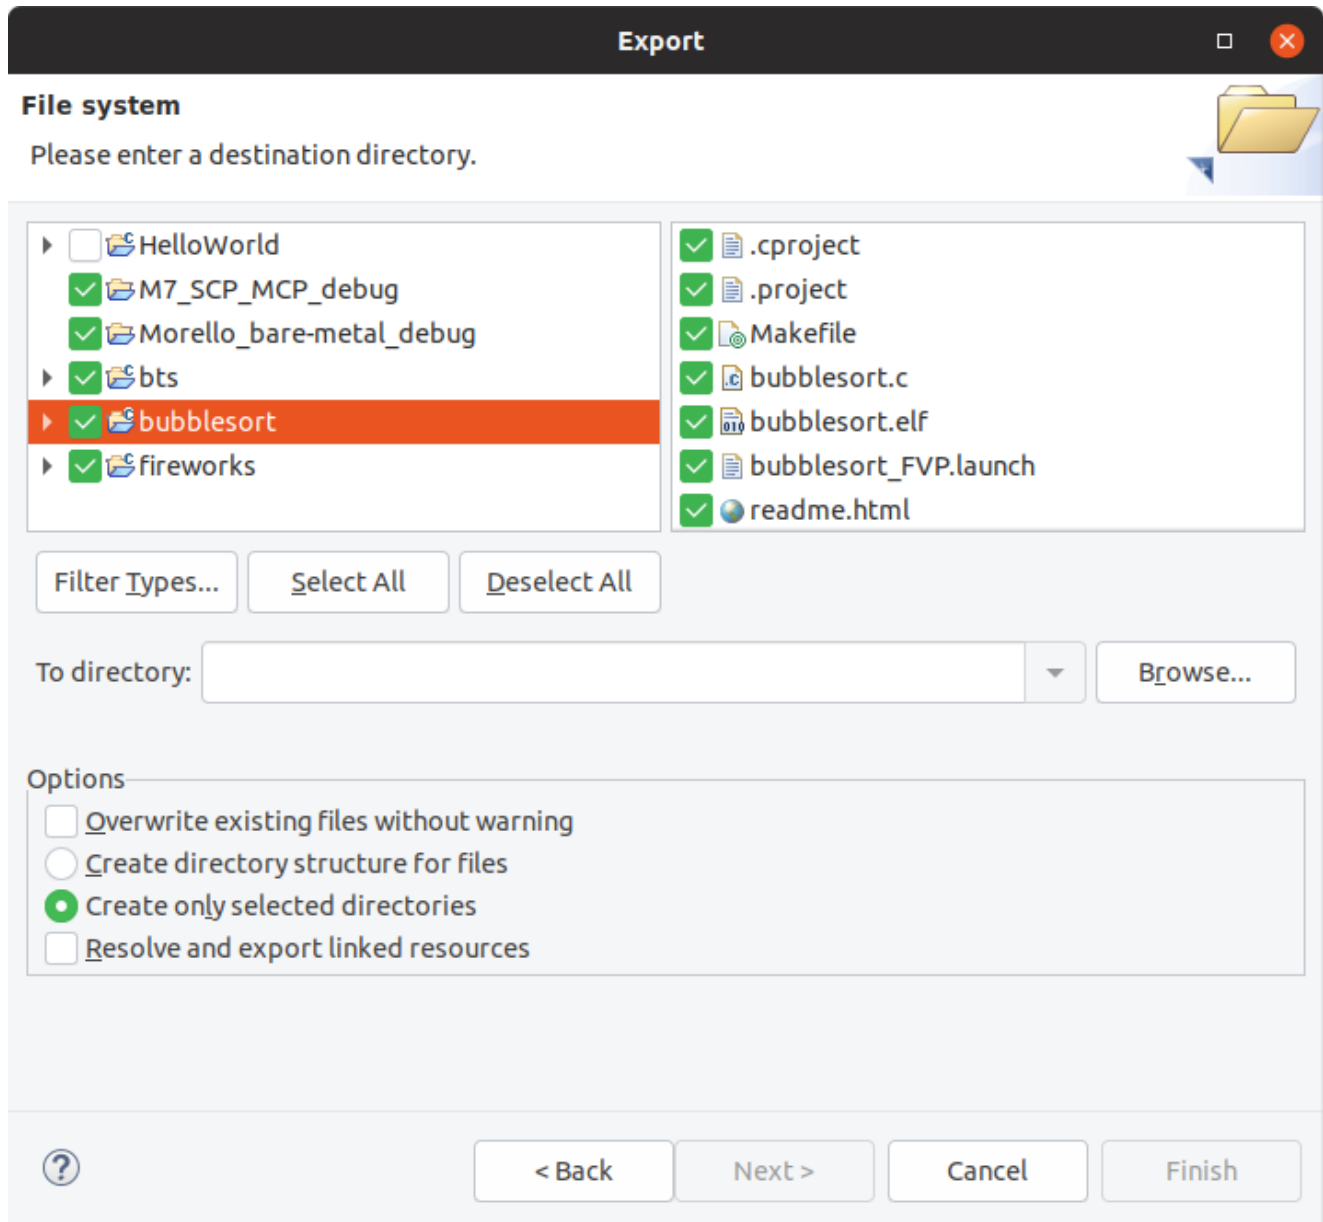 Export
File system
Please enter a destination directory.
HelloWorld
M7_SCP_MCP_debug
Morello_bare-metal_debug
bts
bubblesort
fireworks
.cproject
.project
Makefile
bubblesort.c
bubblesort.elf
bubblesort_FVP.launch
readme.html
Filter Types... Select All Deselect All
To directory: Browse...
Options
Overwrite existing files without warning
Create directory structure for files
Create only selected directories
Resolve and export linked resources
? < Back Next > Cancel Finish